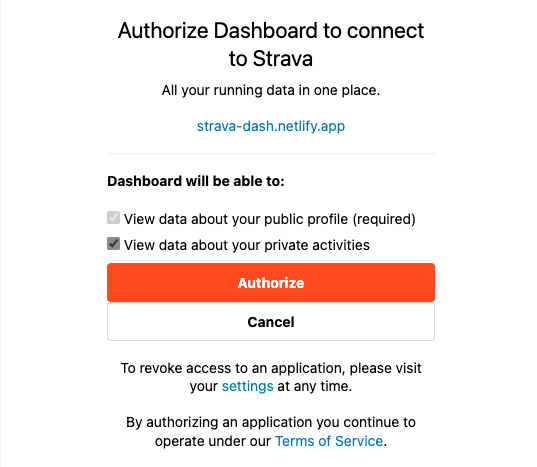 Authorize Dashboard to connect
to Strava
All your running data in one place.
strava-dash.netlify.app
Dashboard will be able to:
View data about your public profile (required)
View data about your private activities
Authorize
Cancel
To revoke access to an application, please visit
your settings at any time.
By authorizing an application you continue to
operate under our Terms of Service.